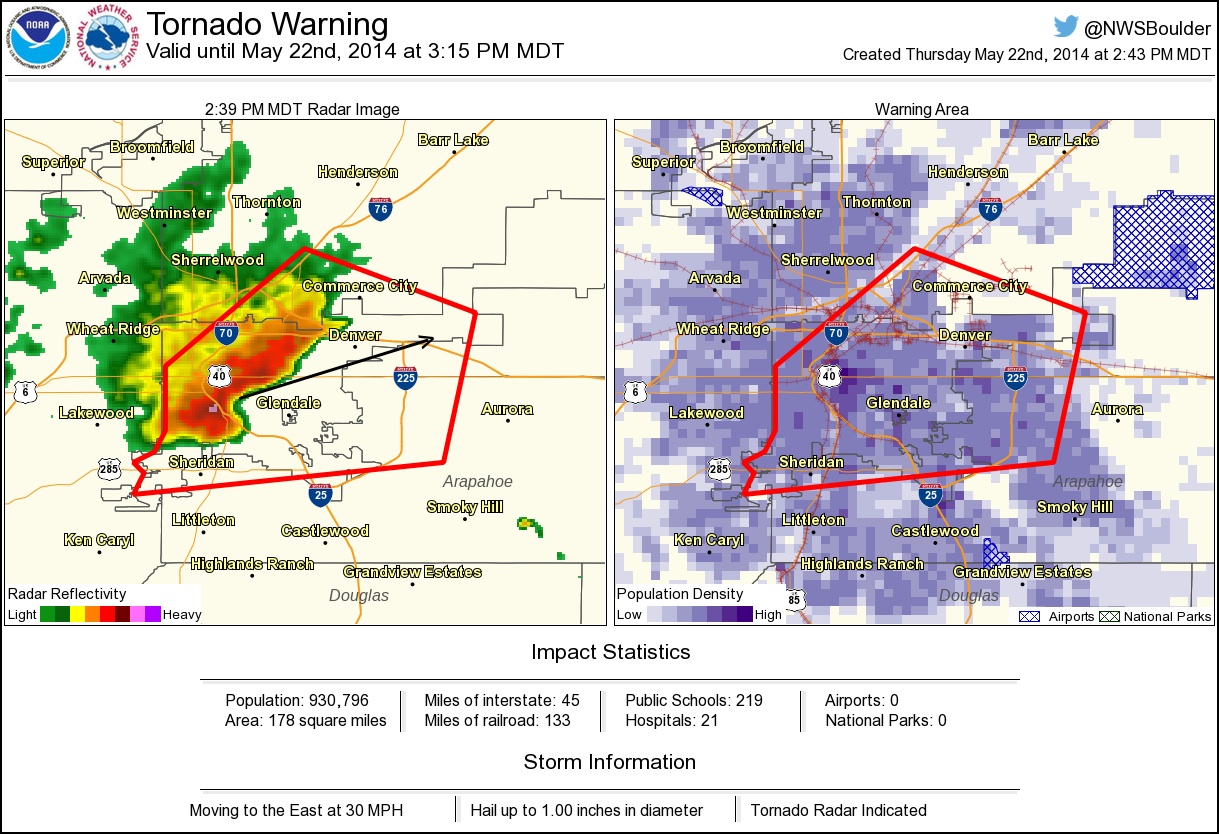 Tornado Warning
Valid until May 22nd, 2014 at 3:15 PM MDT
@NWSBoulder
Created Thursday May 22nd, 2014 at 2:43 PM MDT
NOAA
NATIONAL WEATHER SERVICE
2:39 PM MDT Radar Image
Broomfield
Barr Lake
Superior
Henderson
Thornton
76
Westminster
Sherrelwood
Arvada
Commerce City
Wheat Ridge
70
Denver
40
225
6
Glendale
Lakewood
Aurora
285
Sheridan
Arapahoe
25
Smoky Hill
Littleton
Castlewood
Ken Caryl
Highlands Ranch
Grandview Estates
Douglas
Radar Reflectivity
Light Heavy
Warning Area
Broomfield
Barr Lake
Superior
Henderson
Thornton
76
Westminster
Sherrelwood
Arvada
Commerce City
Wheat Ridge
70
Denver
40
225
6
Glendale
Lakewood
Aurora
285
Sheridan
Arapahoe
25
Smoky Hill
Littleton
Castlewood
Ken Caryl
Highlands Ranch
Grandview Estates
85
Douglas
Population Density
Low High
Airports National Parks
Impact Statistics
Population: 930,796
Area: 178 square miles
Miles of interstate: 45
Miles of railroad: 133
Public Schools: 219
Hospitals: 21
Airports: 0
National Parks: 0
Storm Information
Moving to the East at 30 MPH
Hail up to 1.00 inches in diameter
Tornado Radar Indicated